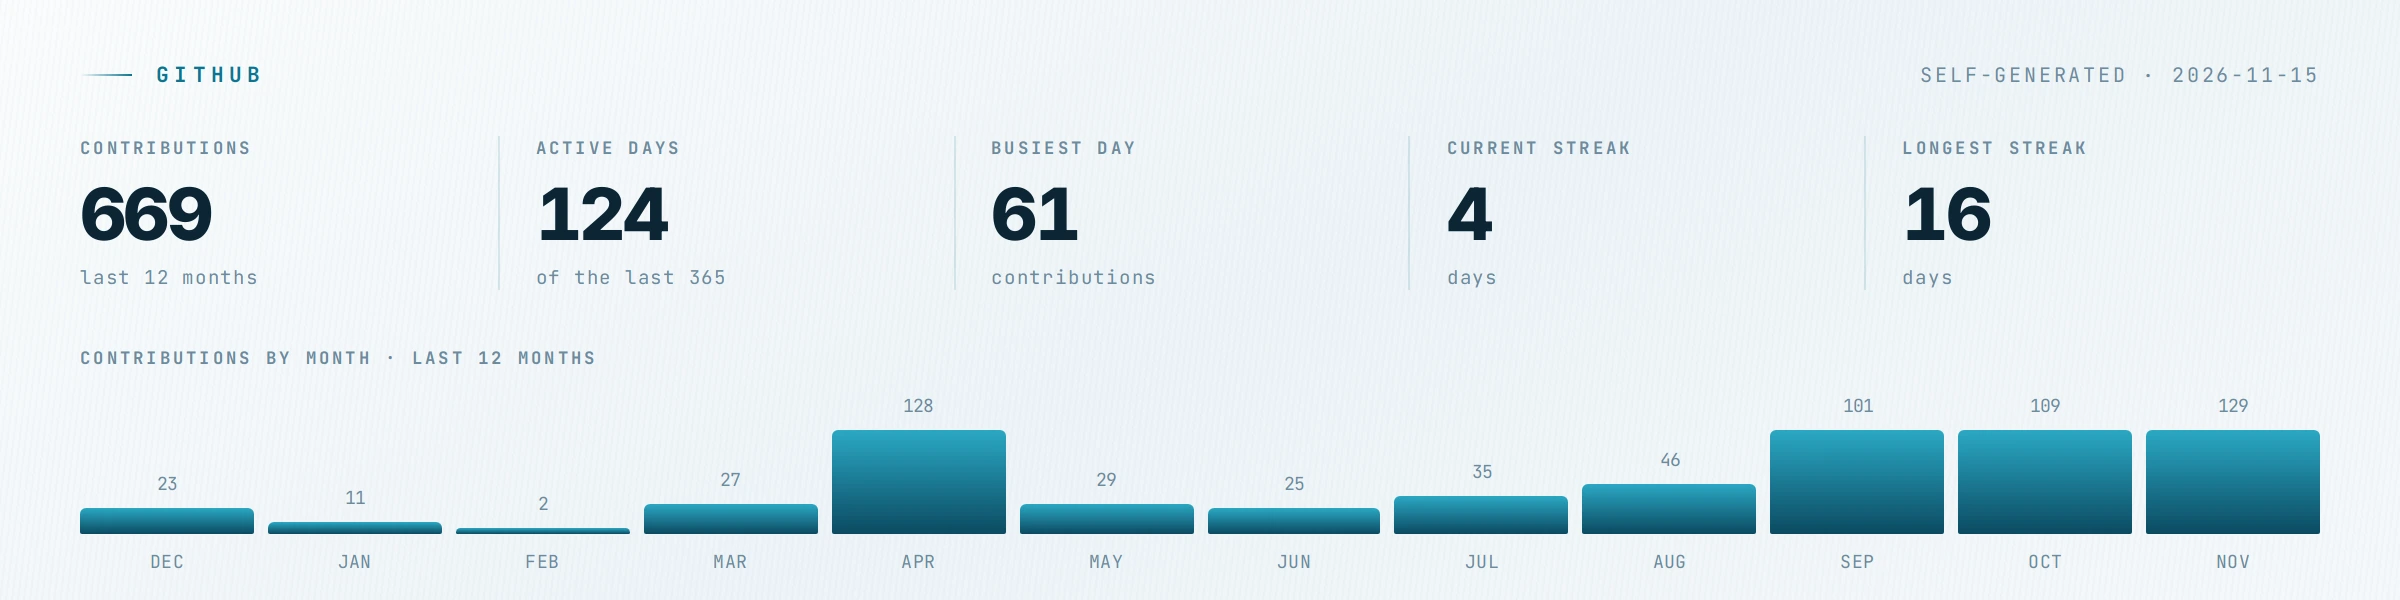 GITHUB
SELF-GENERATED · 2026-11-15
CONTRIBUTIONS
669
last 12 months
ACTIVE DAYS
124
of the last 365
BUSIEST DAY
61
contributions
CURRENT STREAK
4
days
LONGEST STREAK
16
days
CONTRIBUTIONS BY MONTH · LAST 12 MONTHS
23 11 2 27 128 29 25 35 46 101 109 129
DEC JAN FEB MAR APR MAY JUN JUL AUG SEP OCT NOV